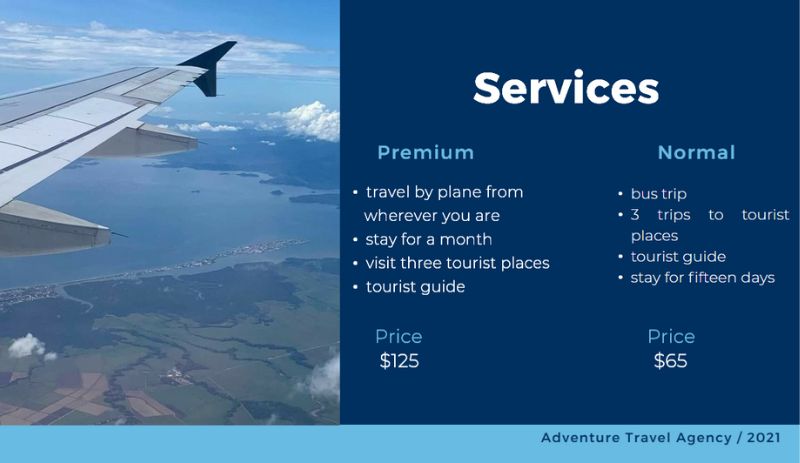 Services
Premium
• travel by plane from
wherever you are
• stay for a month
• visit three tourist places
• tourist guide
Price
$125
Normal
• bus trip
• 3 trips to tourist
places
• tourist guide
• stay for fifteen days
Price
$65
Adventure Travel Agency / 2021